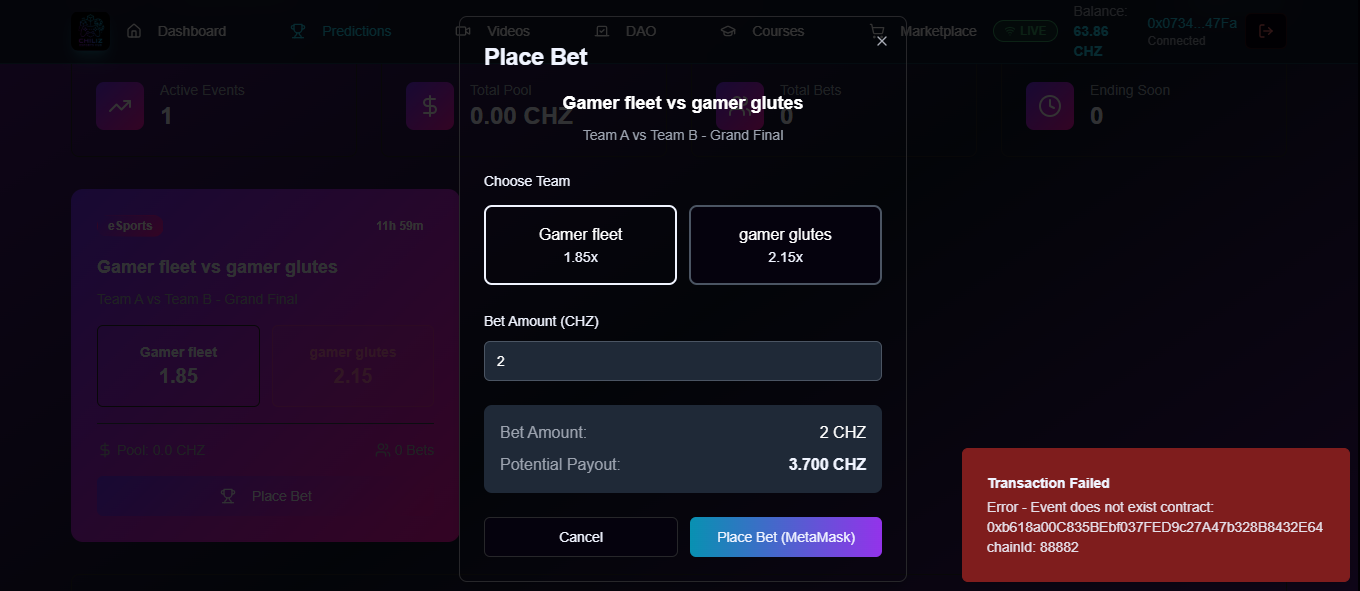 Dashboard
Predictions
Videos
DAO
Courses
Marketplace
LIVE
Balance:
63.86
CHZ
0x0734...47Fa
Connected
Active Events
1
Total Pool
0.00 CHZ
Total Bets
0
Ending Soon
0
eSports
11h 59m
Gamer fleet vs gamer glutes
Team A vs Team B - Grand Final
Gamer fleet
1.85
gamer glutes
2.15
Pool: 0.0 CHZ
0 Bets
Place Bet
Place Bet
Gamer fleet vs gamer glutes
Team A vs Team B - Grand Final
Choose Team
Gamer fleet
1.85x
gamer glutes
2.15x
Bet Amount (CHZ)
2
Bet Amount:
2 CHZ
Potential Payout:
3.700 CHZ
Cancel
Place Bet (MetaMask)
Transaction Failed
Error - Event does not exist contract:
0xb618a00C835BEbf037FED9c27A47b328B8432E64
chainId: 88882